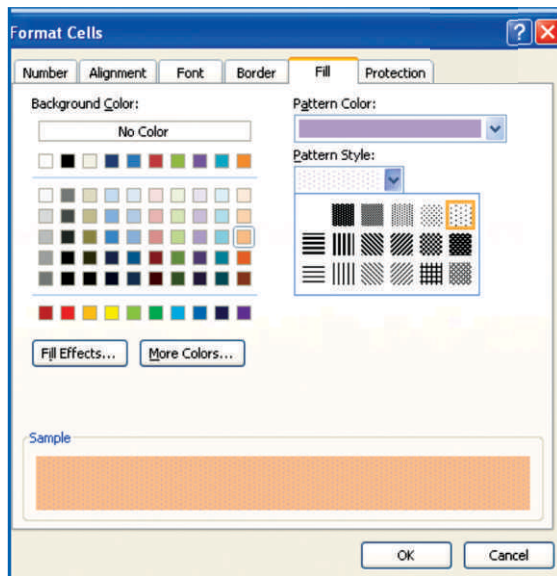 Format Cells
Number Alignment Font Border Fill Protection
Background Color:
No Color
Pattern Color:
Pattern Style:
Fill Effects... More Colors...
Sample
OK Cancel